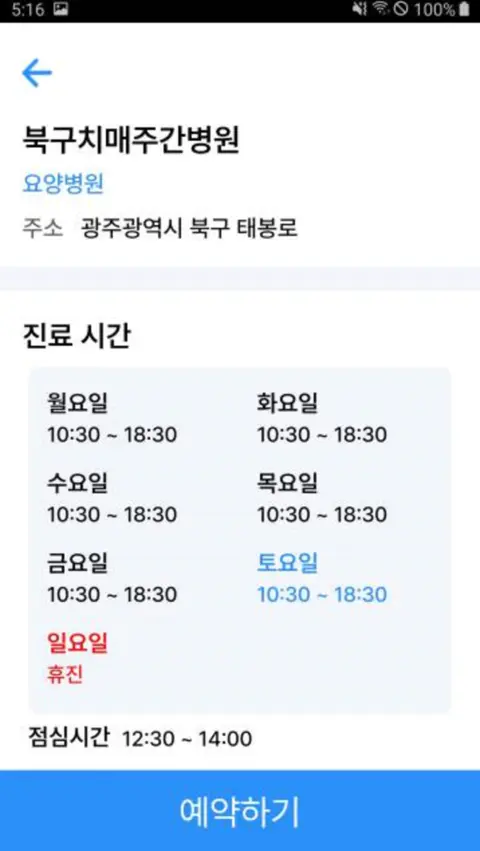 5:16 100%
북구치매주간병원
요양병원
주소 광주광역시 북구 태봉로
진료 시간
월요일 화요일
10:30 ~ 18:30 10:30 ~ 18:30
수요일 목요일
10:30 ~ 18:30 10:30 ~ 18:30
금요일 토요일
10:30 ~ 18:30 10:30 ~ 18:30
일요일
휴진
점심시간 12:30 ~ 14:00
예약하기